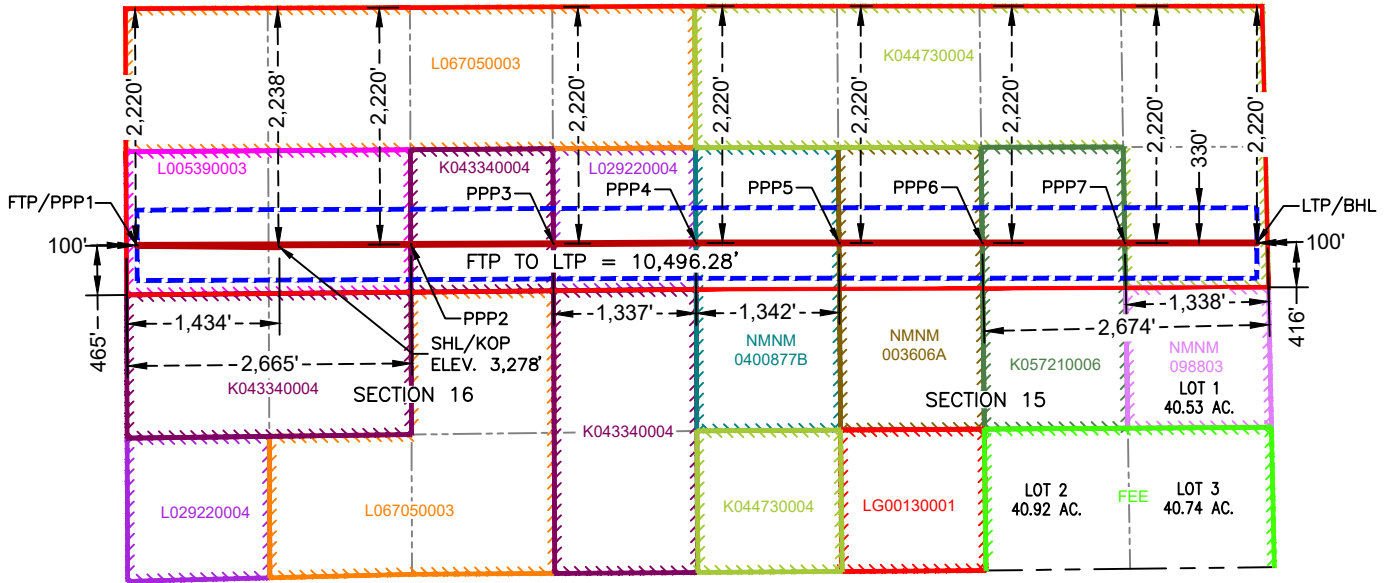 L067050003
K044730004
2,220'
2,238'
2,220'
2,220'
2,220'
2,220'
2,220'
2,220'
2,220'
330'
L005390003
K043340004
L029220004
FTP/PPP1
PPP3
PPP4
PPP5
PPP6
PPP7
LTP/BHL
100'
FTP TO LTP = 10,496.28'
100'
465'
1,434'
PPP2
1,337'
1,342'
1,338'
416'
2,665'
SHL/KOP
ELEV. 3,278'
2,674'
K043340004
SECTION 16
NMNM
0400877B
NMNM
003606A
K057210006
NMNM
098803
LOT 1
40.53 AC.
SECTION 15
K043340004
L029220004
L067050003
K044730004
LG00130001
LOT 2
40.92 AC.
FEE
LOT 3
40.74 AC.